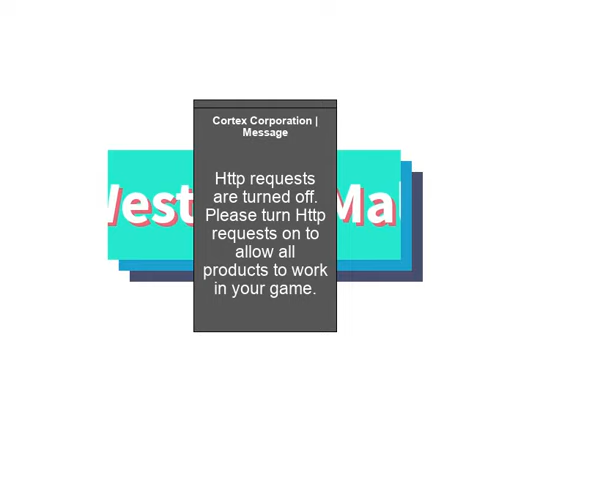 Cortex Corporation |
Message
Http requests
are turned off.
Please turn Http
requests on to
allow all
products to work
in your game.
West
Mal